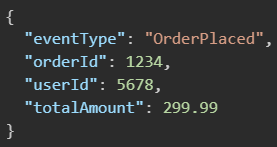 {
  "eventType": "OrderPlaced",
  "orderId": 1234,
  "userId": 5678,
  "totalAmount": 299.99
}